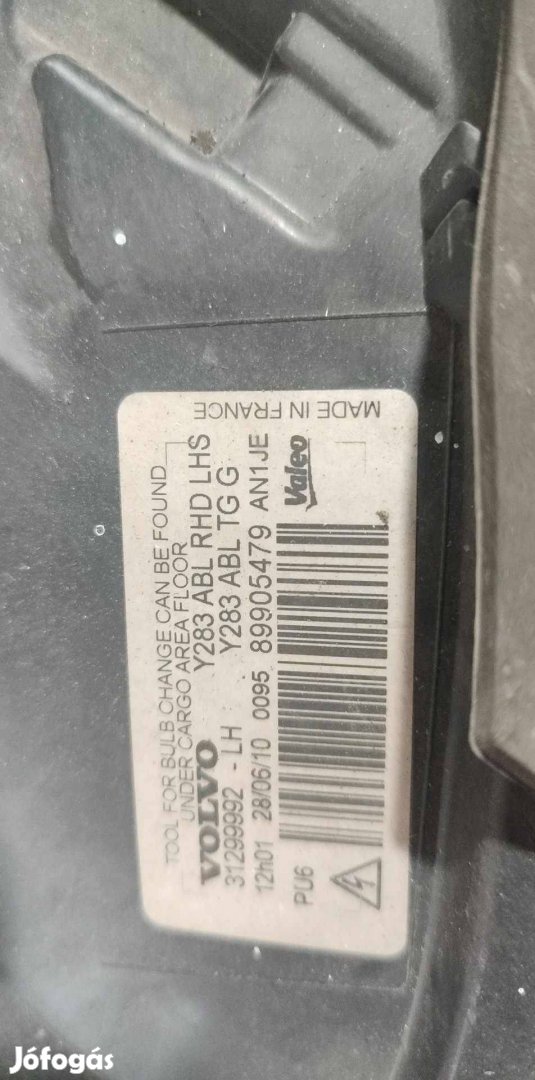 TOOL FOR BULB CHANGE CAN BE FOUND
UNDER CARGO AREA FLOOR
VOLVO Y283 ABL RHD LHS
31299992 - LH Y283 ABL TG G
12h01 28/06/10 0095 89905479 AN1JE
PU6
Valeo
MADE IN FRANCE
Jófogás